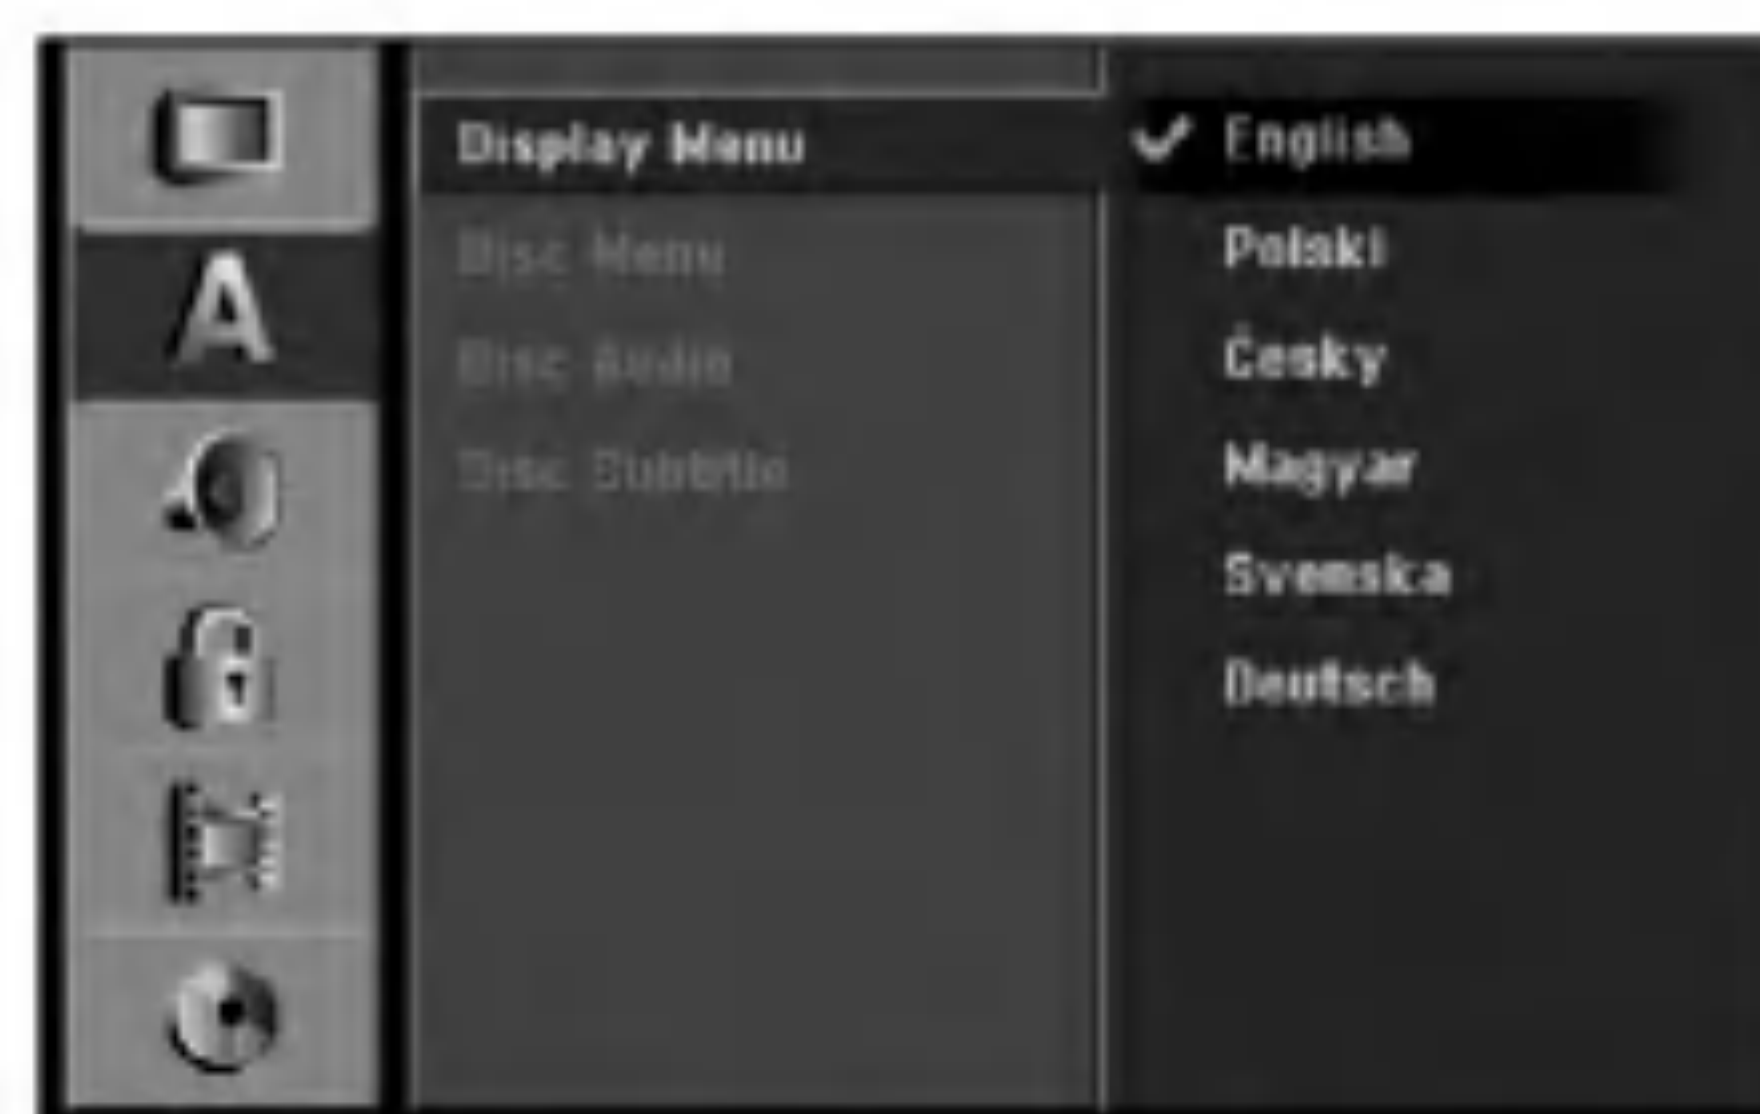 A
Display Menu
Disc Menu
Disc Audio
Disc Subtitle
English
Polski
Česky
Magyar
Svenska
Deutsch